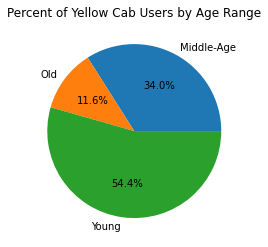 Percent of Yellow Cab Users by Age Range
Middle-Age
34.0%
Old
11.6%
54.4%
Young